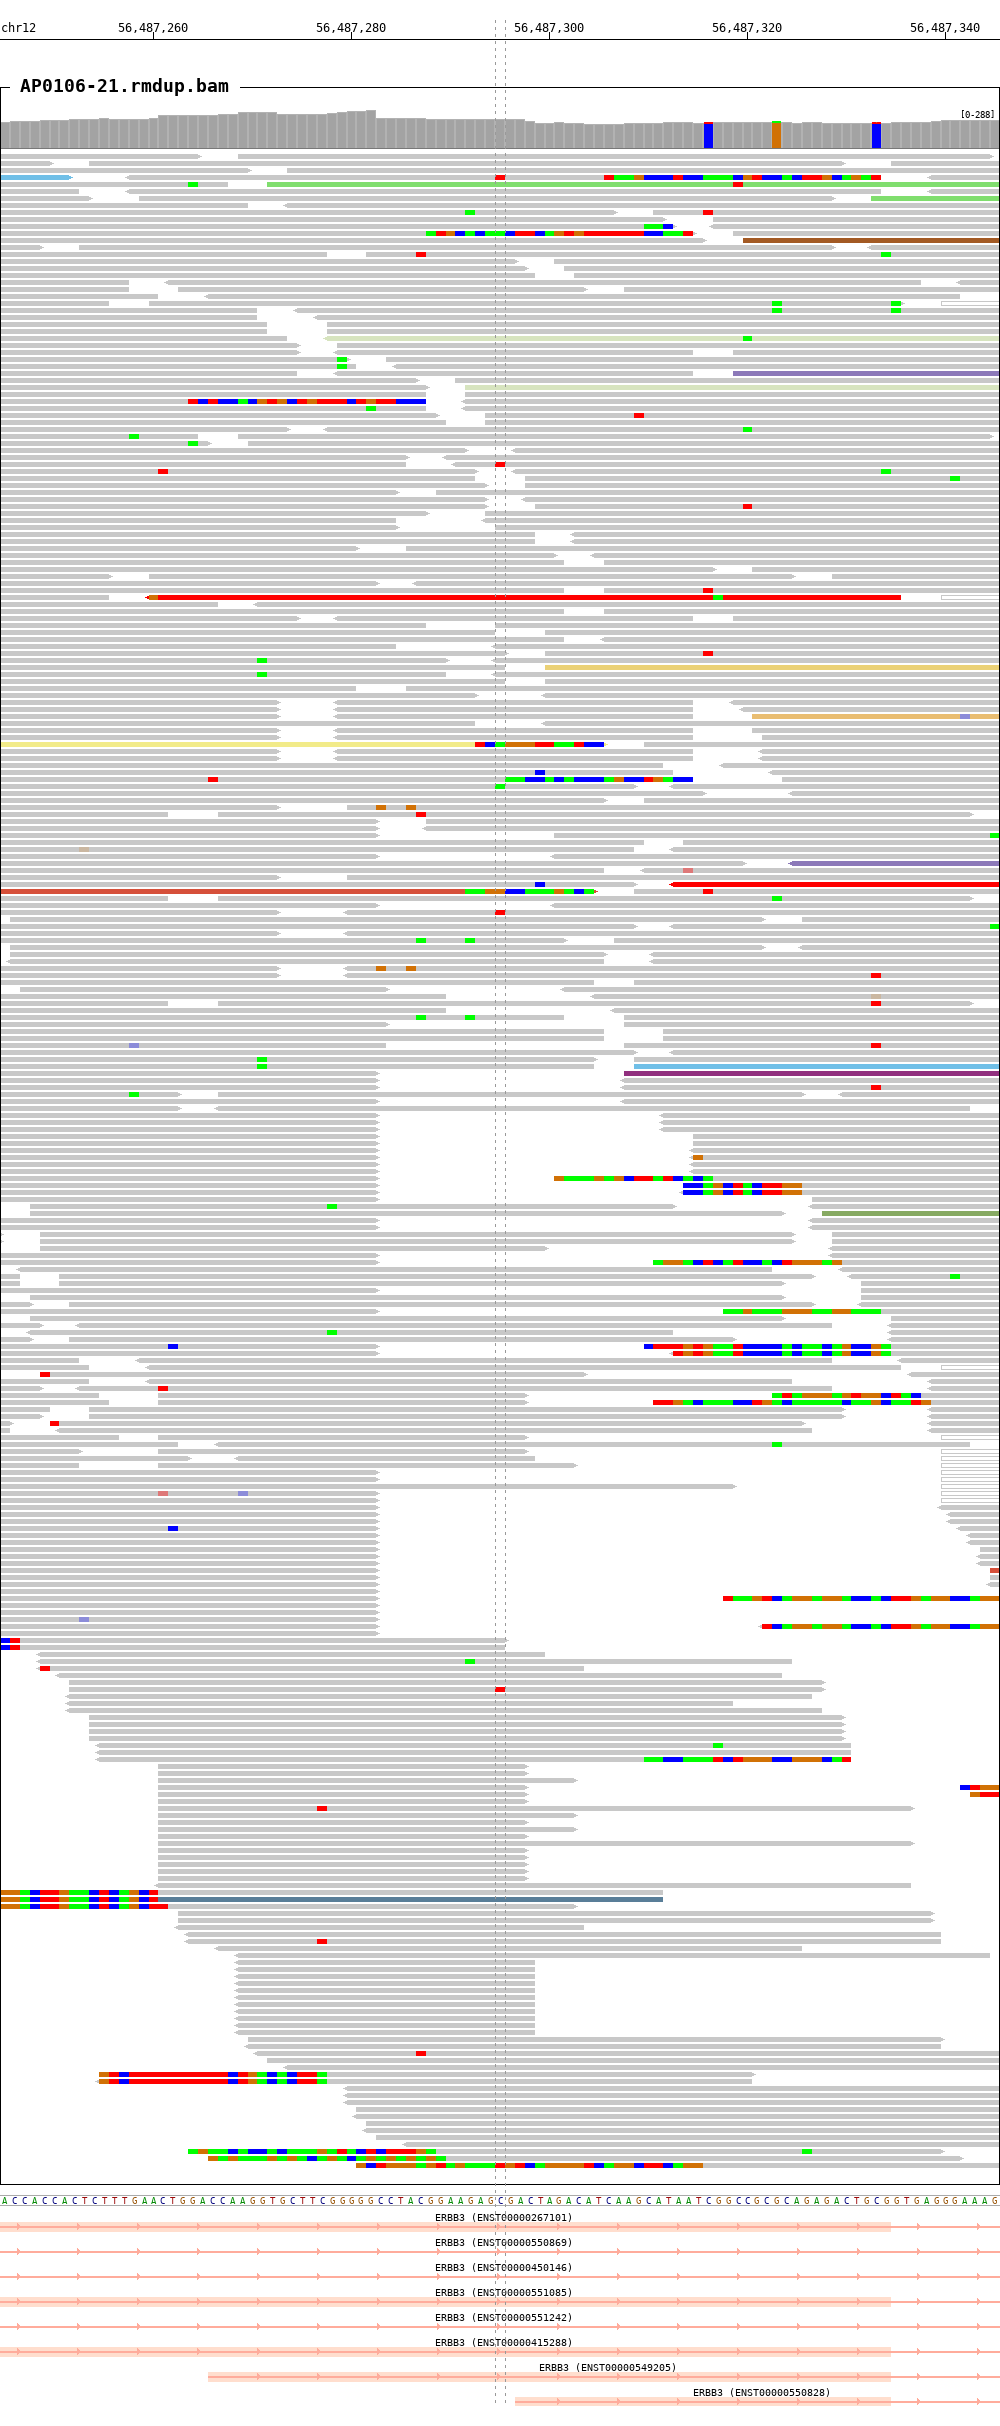 chr12 56,487,260 56,487,280 56,487,300 56,487,320 56,487,340
AP0106-21.rmdup.bam
[0-288]
ACCACCACTCTTTGAACTGGACCAAGGTGCTTCGGGGGCCTACGGAAGAGCGACTAGACATCAAGCATAATCGGCCGCGCAGAGACTGCGGTGAGGGAAAG
ERBB3 (ENST00000267101)
ERBB3 (ENST00000550869)
ERBB3 (ENST00000450146)
ERBB3 (ENST00000551085)
ERBB3 (ENST00000551242)
ERBB3 (ENST00000415288)
ERBB3 (ENST00000549205)
ERBB3 (ENST00000550828)